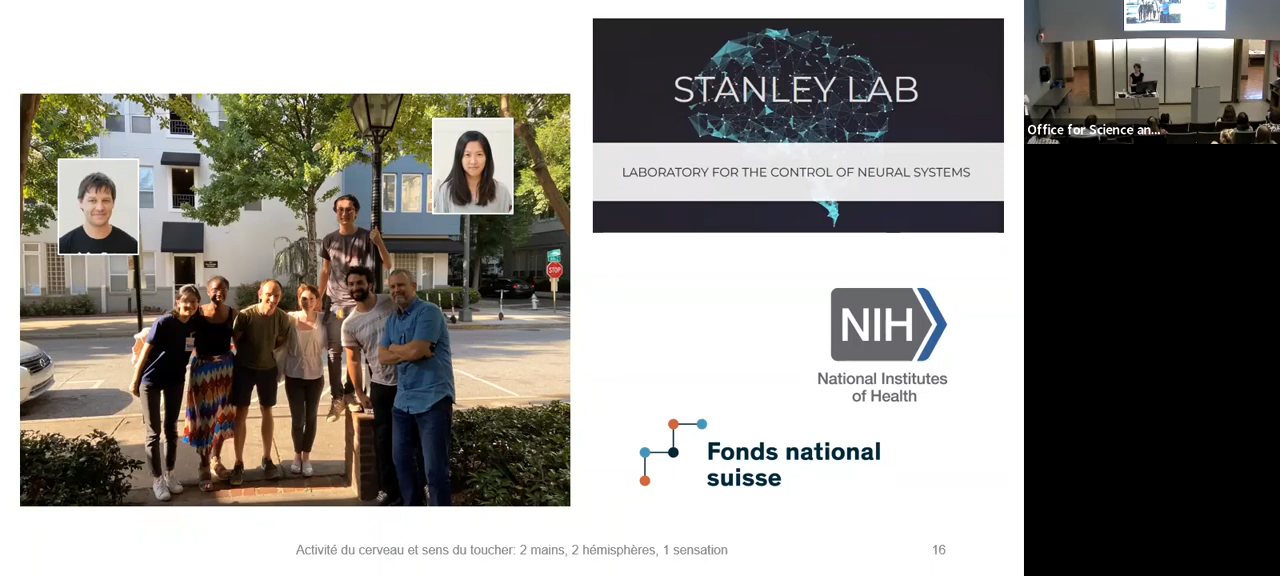 STANLEY LAB
LABORATORY FOR THE CONTROL OF NEURAL SYSTEMS
Office for Science an...
STOP
NIH
National Institutes
of Health
Fonds national
suisse
Activité du cerveau et sens du toucher: 2 mains, 2 hémisphères, 1 sensation
16